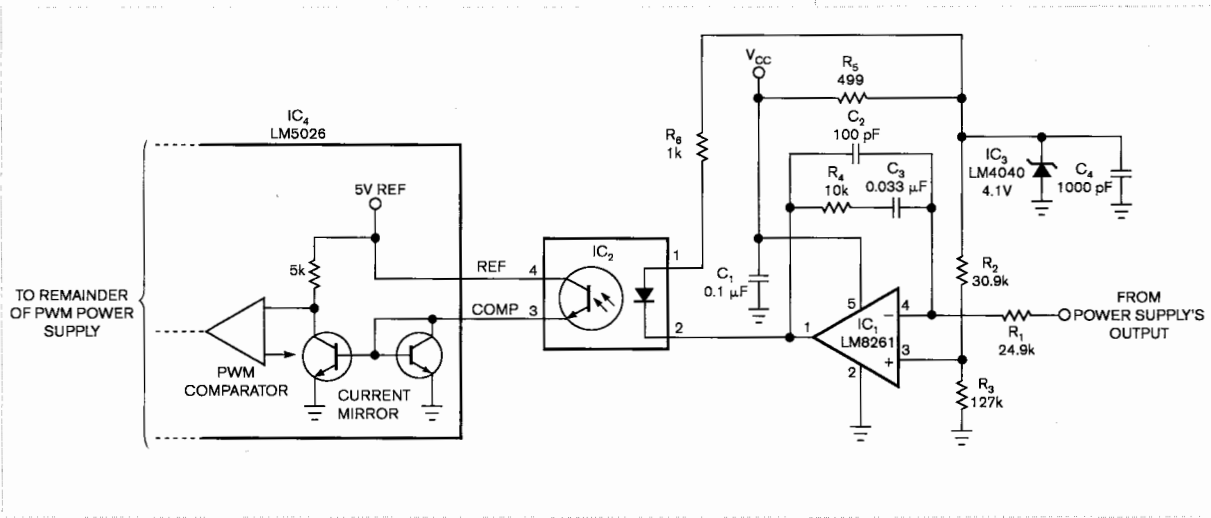 IC4
LM5026
5V REF
5k
TO REMAINDER
OF PWM POWER
SUPPLY
PWM
COMPARATOR
CURRENT
MIRROR
REF
COMP
4
3
IC2
1
2
R6
1k
VCC
R5
499
C2
100 pF
R4
10k
C3
0.033 µF
C1
0.1 µF
IC3
LM4040
4.1V
C4
1000 pF
R2
30.9k
5
4
1
IC1
LM8261
3
2
−
+
R1
24.9k
FROM
POWER SUPPLY'S
OUTPUT
R3
127k